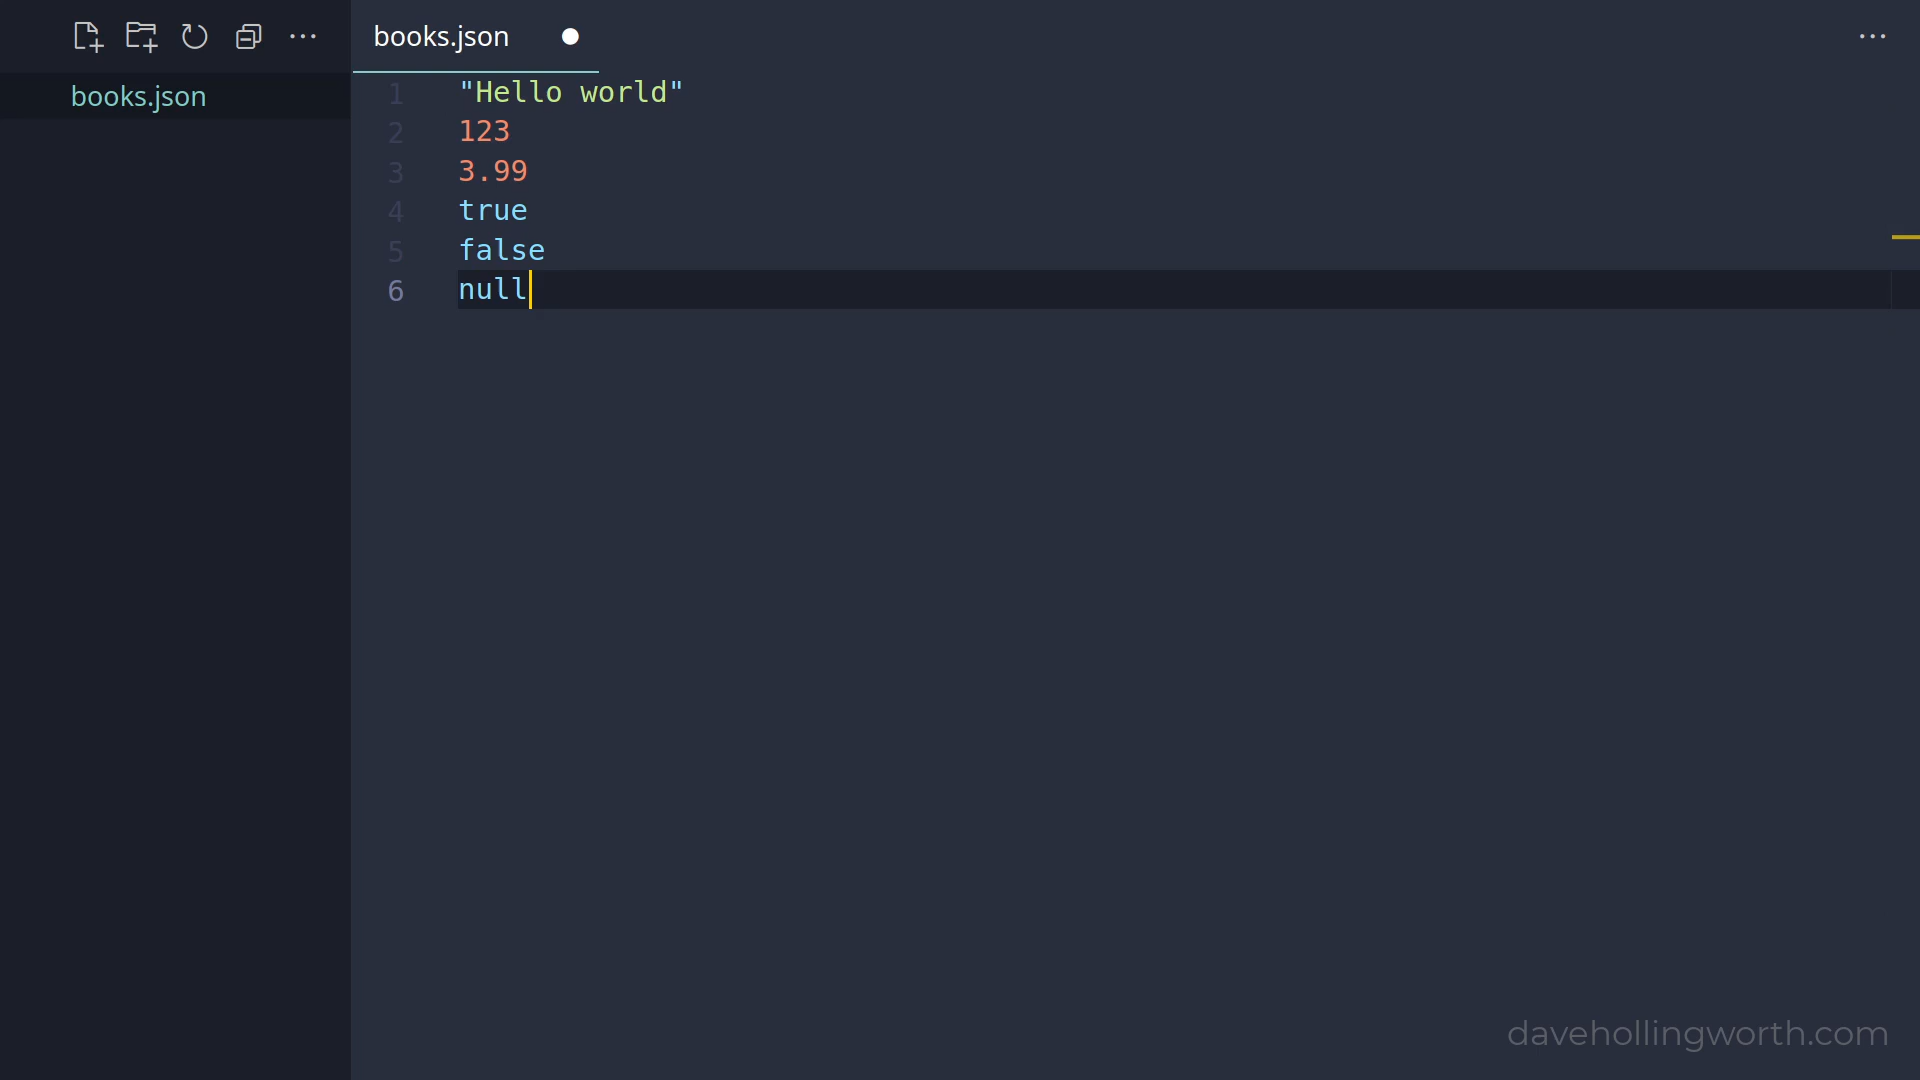 books.json
books.json
1 "Hello world"
2 123
3 3.99
4 true
5 false
6 null
davehollingworth.com